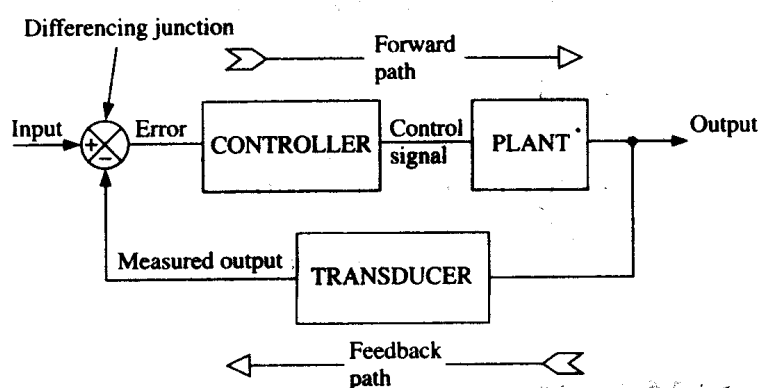 Differencing junction
Forward
path
Input
+
−
Error
CONTROLLER
Control
signal
PLANT
Output
Measured output
TRANSDUCER
Feedback
path